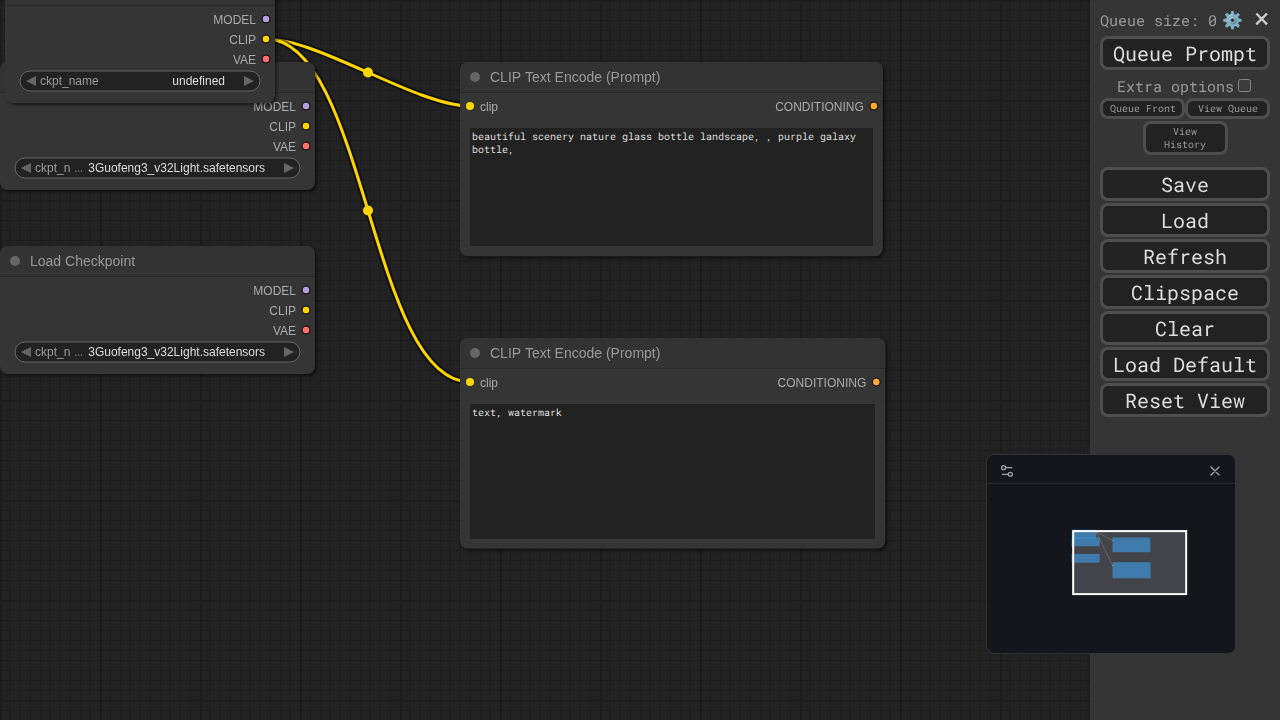 MODEL
CLIP
VAE
ckpt_name undefined
MODEL
CLIP
VAE
ckpt_n ... 3Guofeng3_v32Light.safetensors
Load Checkpoint
MODEL
CLIP
VAE
ckpt_n ... 3Guofeng3_v32Light.safetensors
CLIP Text Encode (Prompt)
clip CONDITIONING
beautiful scenery nature glass bottle landscape, , purple galaxy
bottle,
CLIP Text Encode (Prompt)
clip CONDITIONING
text, watermark
Queue size: 0
Queue Prompt
Extra options
Queue Front View Queue
View
History
Save
Load
Refresh
Clipspace
Clear
Load Default
Reset View